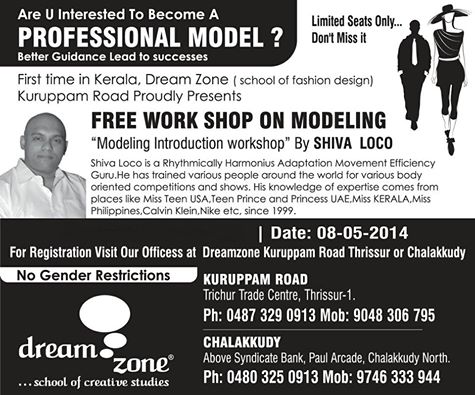 Are U Interested To Become A
PROFESSIONAL MODEL ?
Better Guidance Lead to successes
Limited Seats Only...
Don't Miss it
First time in Kerala, Dream Zone ( school of fashion design)
Kuruppam Road Proudly Presents
FREE WORK SHOP ON MODELING
“Modeling Introduction workshop” By SHIVA LOCO
Shiva Loco is a Rhythmically Harmonius Adaptation Movement Efficiency
Guru.He has trained various people around the world for various body
oriented competitions and shows. His knowledge of expertise comes from
places like Miss Teen USA,Teen Prince and Princess UAE,Miss KERALA,Miss
Philippines,Calvin Klein,Nike etc, since 1999.
| Date: 08-05-2014
For Registration Visit Our Officess at Dreamzone Kuruppam Road Thrissur or Chalakkudy
No Gender Restrictions
KURUPPAM ROAD
Trichur Trade Centre, Thrissur-1.
Ph: 0487 329 0913 Mob: 9048 306 795
CHALAKKUDY
Above Syndicate Bank, Paul Arcade, Chalakkudy North.
Ph: 0480 325 0913 Mob: 9746 333 944
dream
zone®
...school of creative studies